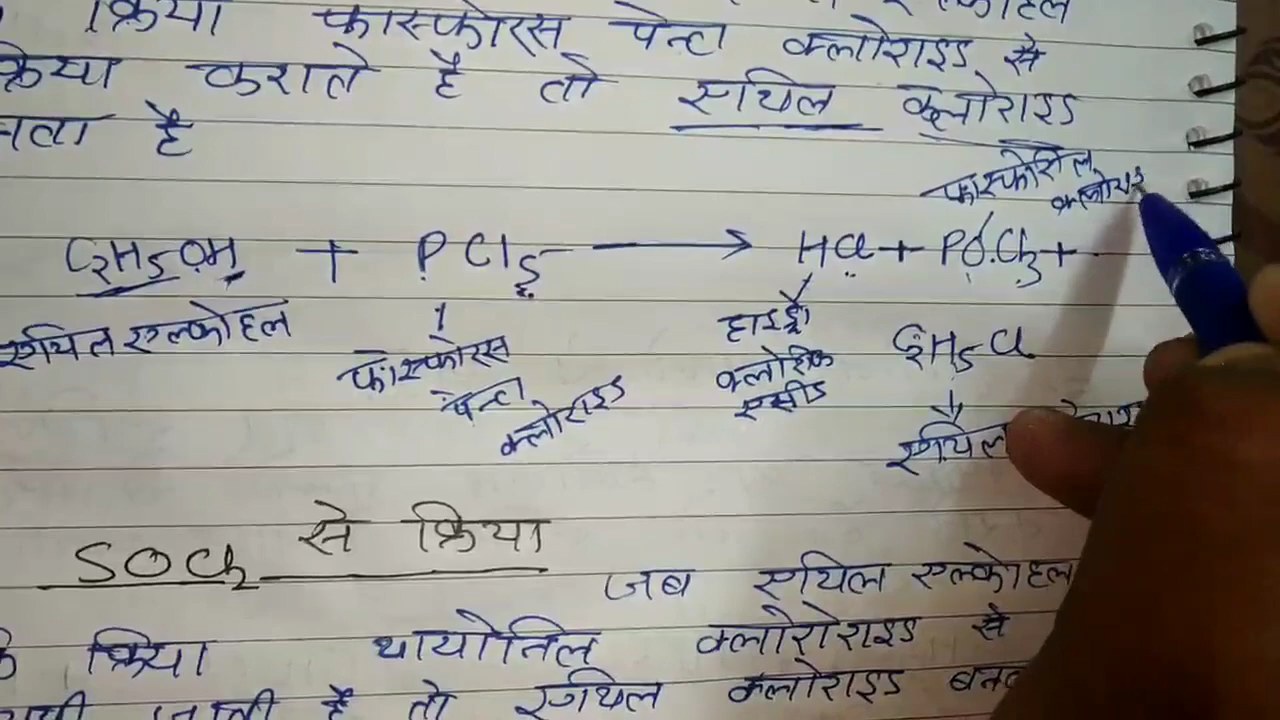 क्रिया फास्फोरस पेन्टा क्लोराइड से
क्रिया कराते है तो एथिल क्लोराइड
है
फास्फोरिल
क्लोराइड
C2H5OH + PCl5 → HCl + POCl3 +
C2H5Cl
एथिल एल्कोहल
फास्फोरस
पेन्टा
क्लोराइड
हाइड्रो
क्लोरिक
एसीड
एथिल
SOCl2 से क्रिया
जब एथिल एल्कोहल
क्रिया थायोनिल क्लोरोराइड से
जाती है तो एथिल क्लोराइड